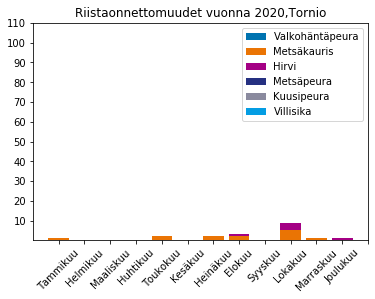 Riistaonnettomuudet vuonna 2020,Tornio
110
100
90
80
70
60
50
40
30
20
10
Valkohäntäpeura
Metsäkauris
Hirvi
Metsäpeura
Kuusipeura
Villisika
Tammikuu
Helmikuu
Maaliskuu
Huhtikuu
Toukokuu
Kesäkuu
Heinäkuu
Elokuu
Syyskuu
Lokakuu
Marraskuu
Joulukuu